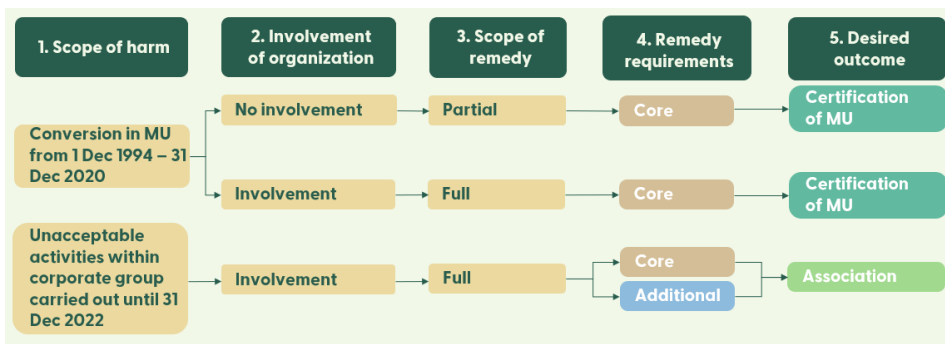 1. Scope of harm
2. Involvement
of organization
3. Scope of
remedy
4. Remedy
requirements
5. Desired
outcome
Conversion in MU
from 1 Dec 1994 – 31
Dec 2020
No involvement
Partial
Core
Certification
of MU
Involvement
Full
Core
Certification
of MU
Unacceptable
activities within
corporate group
carried out until 31
Dec 2022
Involvement
Full
Core
Additional
Association